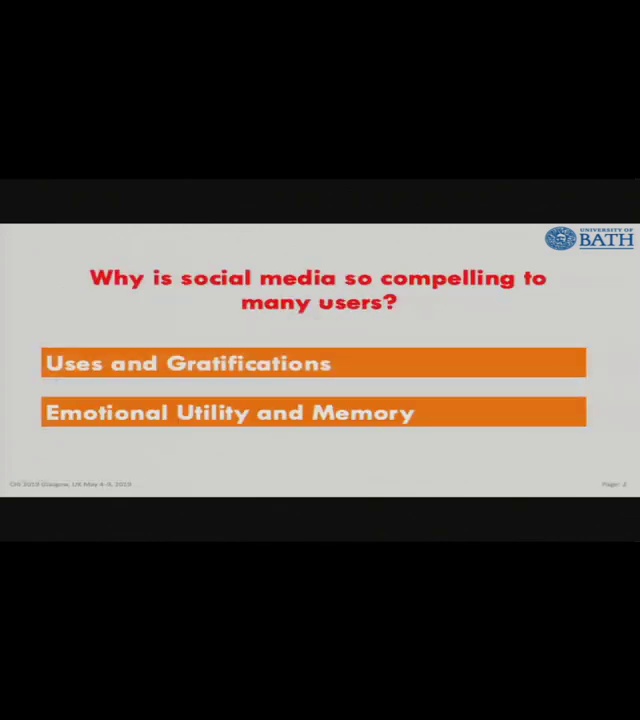 UNIVERSITY OF
BATH
Why is social media so compelling to
many users?
Uses and Gratifications
Emotional Utility and Memory
CHI 2019 Glasgow, UK May 4-9, 2019
Page: 2